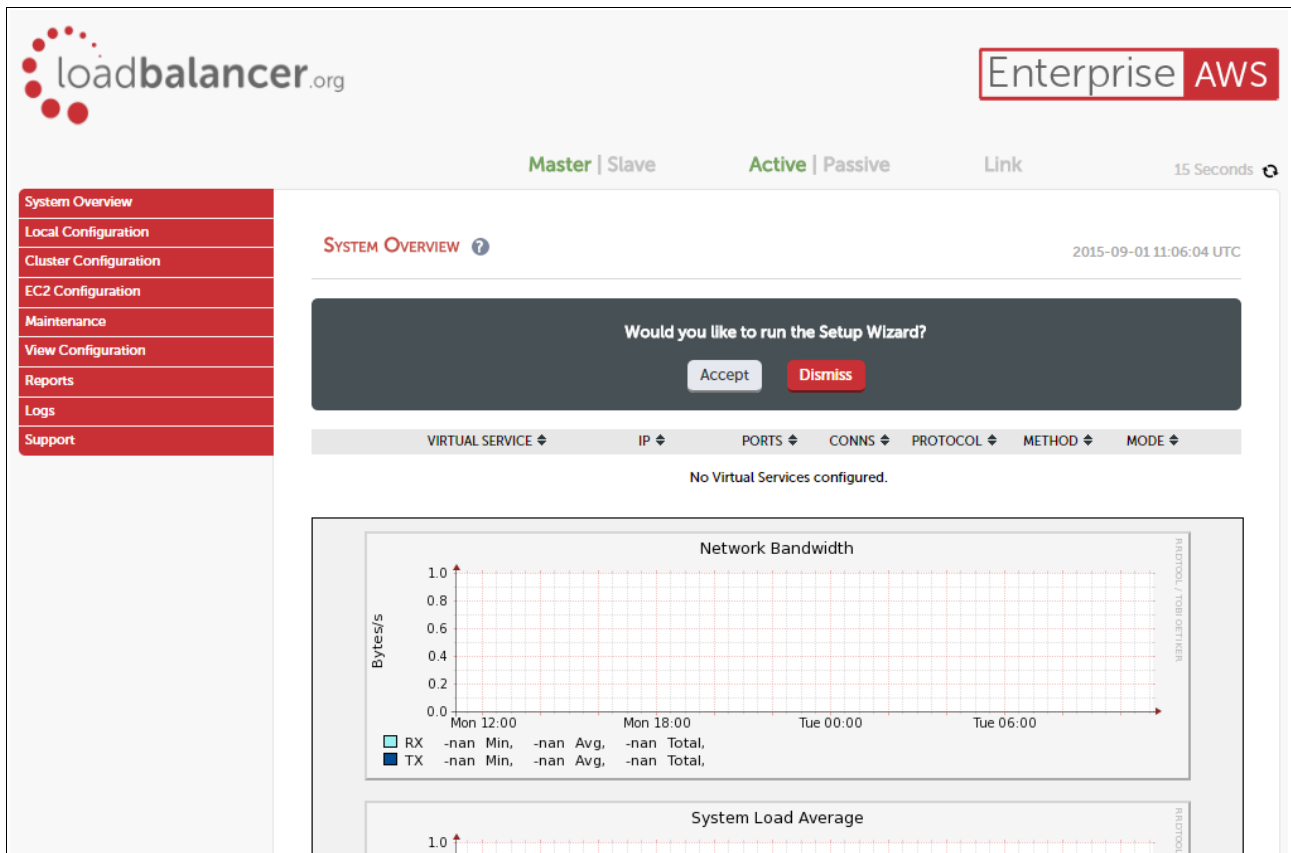 loadbalancer.org
Enterprise AWS
Master | Slave
Active | Passive
Link
15 Seconds
System Overview
Local Configuration
Cluster Configuration
EC2 Configuration
Maintenance
View Configuration
Reports
Logs
Support
SYSTEM OVERVIEW ?
2015-09-01 11:06:04 UTC
Would you like to run the Setup Wizard?
Accept Dismiss
VIRTUAL SERVICE IP PORTS CONNS PROTOCOL METHOD MODE
No Virtual Services configured.
Network Bandwidth
RRDTOOL / TOBI OETIKER
Bytes/s
1.0
0.8
0.6
0.4
0.2
0.0
Mon 12:00 Mon 18:00 Tue 00:00 Tue 06:00
RX -nan Min, -nan Avg, -nan Total,
TX -nan Min, -nan Avg, -nan Total,
System Load Average
1.0
RRDTOOL